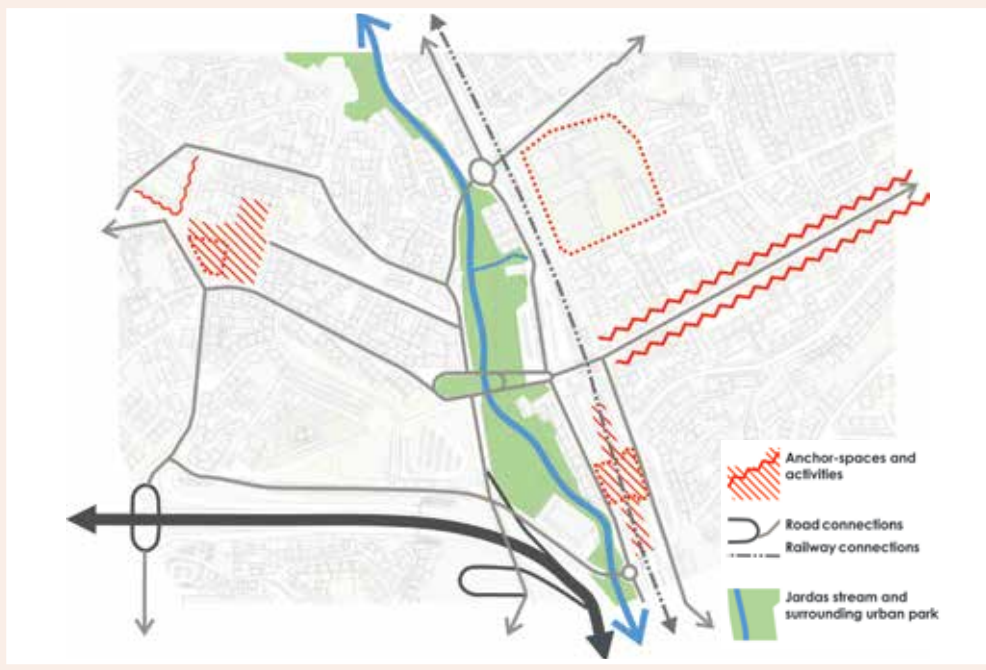 Anchor-spaces and
activities
Road connections
Railway connections
Jardas stream and
surrounding urban park